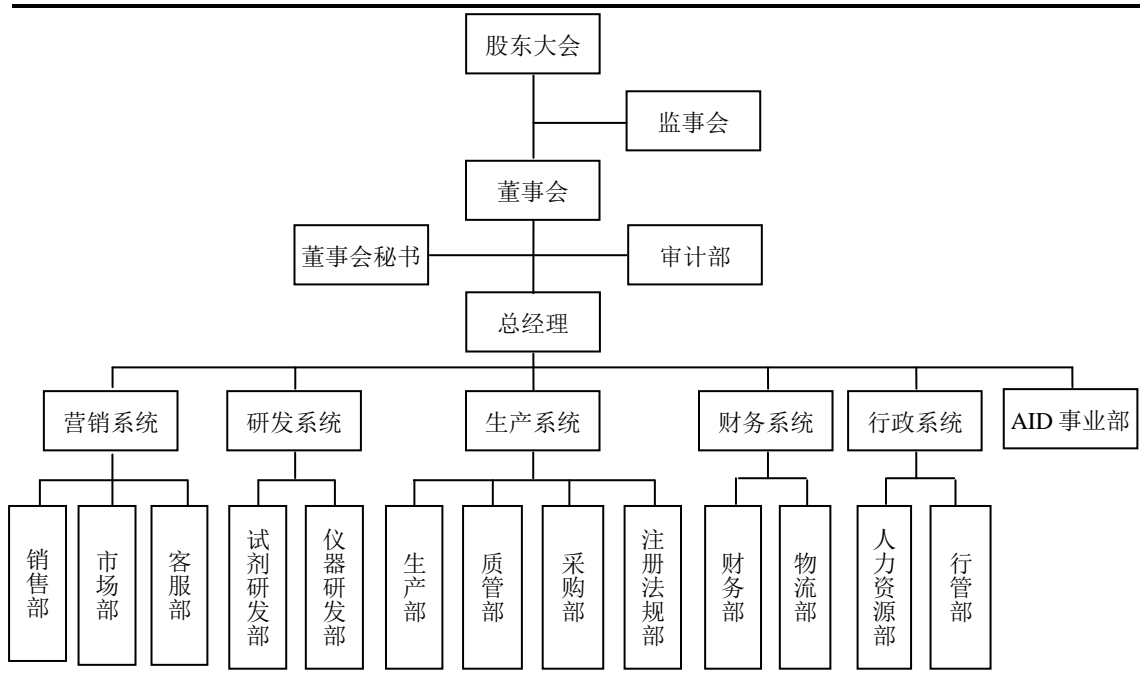 股东大会
监事会
董事会
董事会秘书
审计部
总经理
营销系统
研发系统
生产系统
财务系统
行政系统
AID 事业部
销售部
市场部
客服部
试剂研发部
仪器研发部
生产部
质管部
采购部
注册法规部
财务部
物流部
人力资源部
行管部